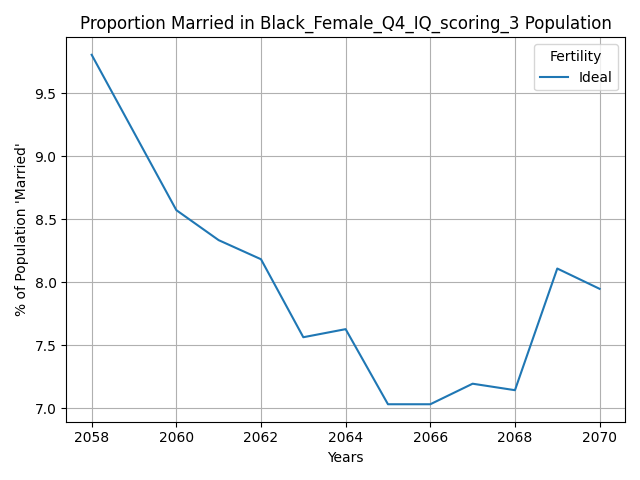 Proportion Married in Black_Female_Q4_IQ_scoring_3 Population
Fertility
Ideal
% of Population 'Married'
9.5
9.0
8.5
8.0
7.5
7.0
2058 2060 2062 2064 2066 2068 2070
Years